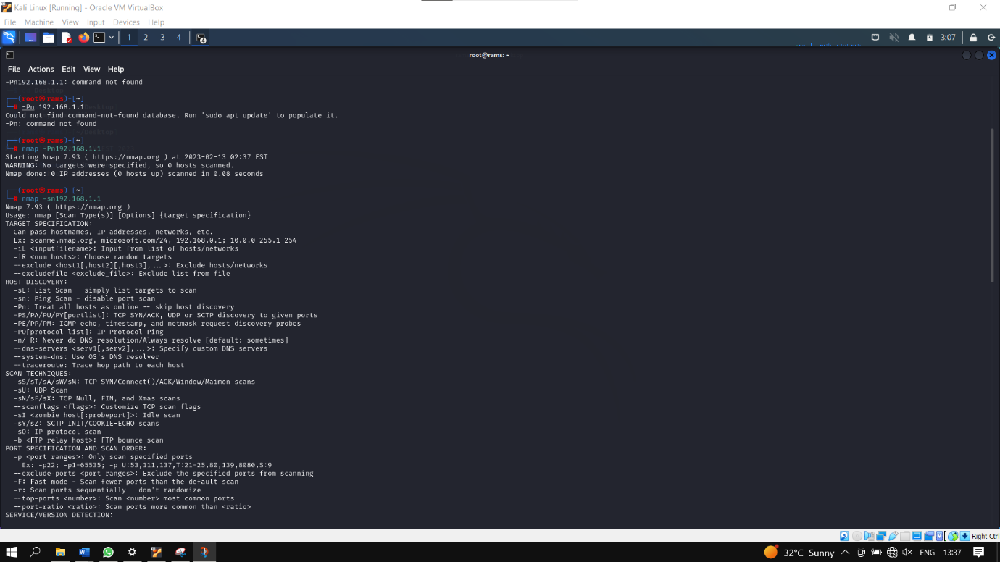 Kali Linux [Running] - Oracle VM VirtualBox
File Machine View Input Devices Help
1 2 3 4 3:07
root@rams: ~
File Actions Edit View Help
-Pn192.168.1.1: command not found
┌──(root㉿rams)-[~]
└─# -Pn 192.168.1.1
Could not find command-not-found database. Run 'sudo apt update' to populate it.
-Pn: command not found
┌──(root㉿rams)-[~]
└─# nmap -Pn192.168.1.1
Starting Nmap 7.93 ( https://nmap.org ) at 2023-02-13 02:37 EST
WARNING: No targets were specified, so 0 hosts scanned.
Nmap done: 0 IP addresses (0 hosts up) scanned in 0.08 seconds
┌──(root㉿rams)-[~]
└─# nmap -sn192.168.1.1
Nmap 7.93 ( https://nmap.org )
Usage: nmap [Scan Type(s)] [Options] {target specification}
TARGET SPECIFICATION:
  Can pass hostnames, IP addresses, networks, etc.
  Ex: scanme.nmap.org, microsoft.com/24, 192.168.0.1; 10.0.0-255.1-254
  -iL <inputfilename>: Input from list of hosts/networks
  -iR <num hosts>: Choose random targets
  --exclude <host1[,host2][,host3],...>: Exclude hosts/networks
  --excludefile <exclude_file>: Exclude list from file
HOST DISCOVERY:
  -sL: List Scan - simply list targets to scan
  -sn: Ping Scan - disable port scan
  -Pn: Treat all hosts as online -- skip host discovery
  -PS/PA/PU/PY[portlist]: TCP SYN/ACK, UDP or SCTP discovery to given ports
  -PE/PP/PM: ICMP echo, timestamp, and netmask request discovery probes
  -PO[protocol list]: IP Protocol Ping
  -n/-R: Never do DNS resolution/Always resolve [default: sometimes]
  --dns-servers <serv1[,serv2],...>: Specify custom DNS servers
  --system-dns: Use OS's DNS resolver
  --traceroute: Trace hop path to each host
SCAN TECHNIQUES:
  -sS/sT/sA/sW/sM: TCP SYN/Connect()/ACK/Window/Maimon scans
  -sU: UDP Scan
  -sN/sF/sX: TCP Null, FIN, and Xmas scans
  --scanflags <flags>: Customize TCP scan flags
  -sI <zombie host[:probeport]>: Idle scan
  -sY/sZ: SCTP INIT/COOKIE-ECHO scans
  -sO: IP protocol scan
  -b <FTP relay host>: FTP bounce scan
PORT SPECIFICATION AND SCAN ORDER:
  -p <port ranges>: Only scan specified ports
    Ex: -p22; -p1-65535; -p U:53,111,137,T:21-25,80,139,8080,S:9
  --exclude-ports <port ranges>: Exclude the specified ports from scanning
  -F: Fast mode - Scan fewer ports than the default scan
  -r: Scan ports sequentially - don't randomize
  --top-ports <number>: Scan <number> most common ports
  --port-ratio <ratio>: Scan ports more common than <ratio>
SERVICE/VERSION DETECTION:
Right Ctrl
32°C Sunny ENG 13:37